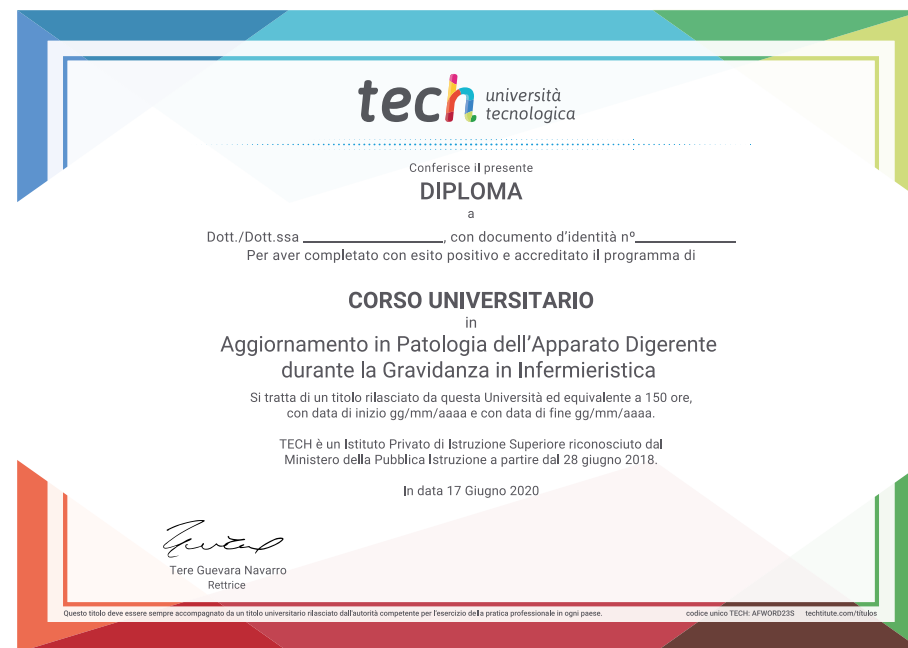 tech università
tecnologica
Conferisce il presente
DIPLOMA
a
Dott./Dott.ssa ____________________, con documento d'identità nº______________
Per aver completato con esito positivo e accreditato il programma di
CORSO UNIVERSITARIO
in
Aggiornamento in Patologia dell'Apparato Digerente
durante la Gravidanza in Infermieristica
Si tratta di un titolo rilasciato da questa Università ed equivalente a 150 ore,
con data di inizio gg/mm/aaaa e con data di fine gg/mm/aaaa.
TECH è un Istituto Privato di Istruzione Superiore riconosciuto dal
Ministero della Pubblica Istruzione a partire dal 28 giugno 2018.
In data 17 Giugno 2020
Tere Guevara Navarro
Rettrice
Questo titolo deve essere sempre accompagnato da un titolo universitario rilasciato dall'autorità competente per l'esercizio della pratica professionale in ogni paese. codice unico TECH: AFWORD23S techtitute.com/titulos